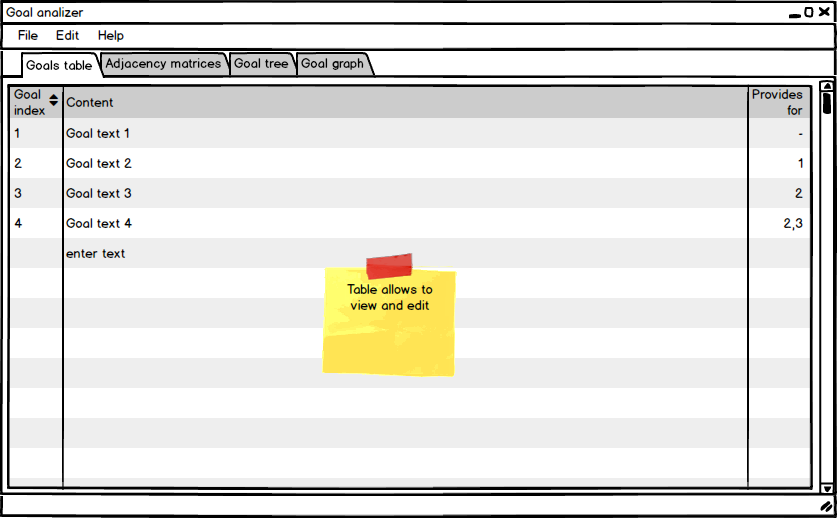 Goal analizer
File Edit Help
Goals table Adjacency matrices Goal tree Goal graph
Goal index Content Provides for
1 Goal text 1 -
2 Goal text 2 1
3 Goal text 3 2
4 Goal text 4 2,3
enter text
Table allows to
view and edit